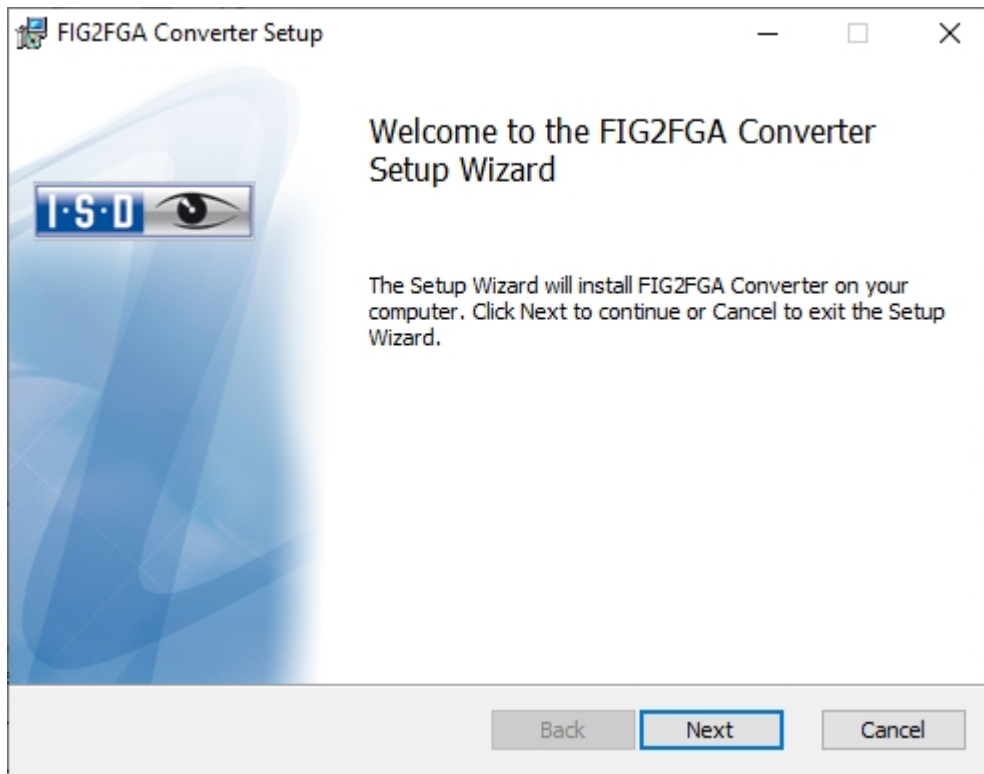 FIG2FGA Converter Setup
Welcome to the FIG2FGA Converter
Setup Wizard
I·S·D
The Setup Wizard will install FIG2FGA Converter on your
computer. Click Next to continue or Cancel to exit the Setup
Wizard.
Back Next Cancel